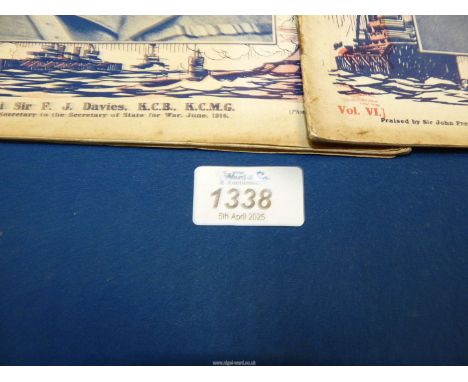 Sir F. J. Davies, K.C.B., K.C.M.G.
Secretary to the Secretary of State for War, June, 1916.
Vol. VI.]
Praised by Sir John Fre
1338
5th April 2025